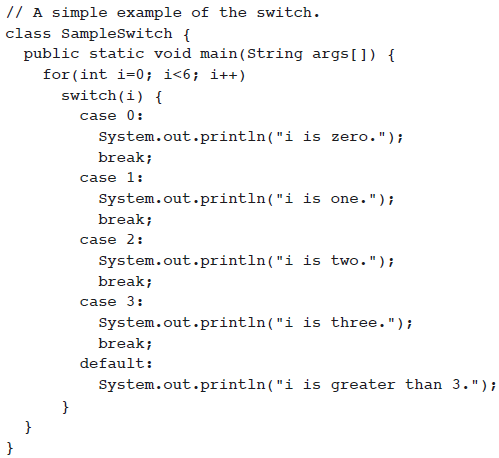 // A simple example of the switch.
class SampleSwitch {
  public static void main(String args[]) {
    for(int i=0; i<6; i++)
      switch(i) {
        case 0:
          System.out.println("i is zero.");
          break;
        case 1:
          System.out.println("i is one.");
          break;
        case 2:
          System.out.println("i is two.");
          break;
        case 3:
          System.out.println("i is three.");
          break;
        default:
          System.out.println("i is greater than 3.");
      }
  }
}